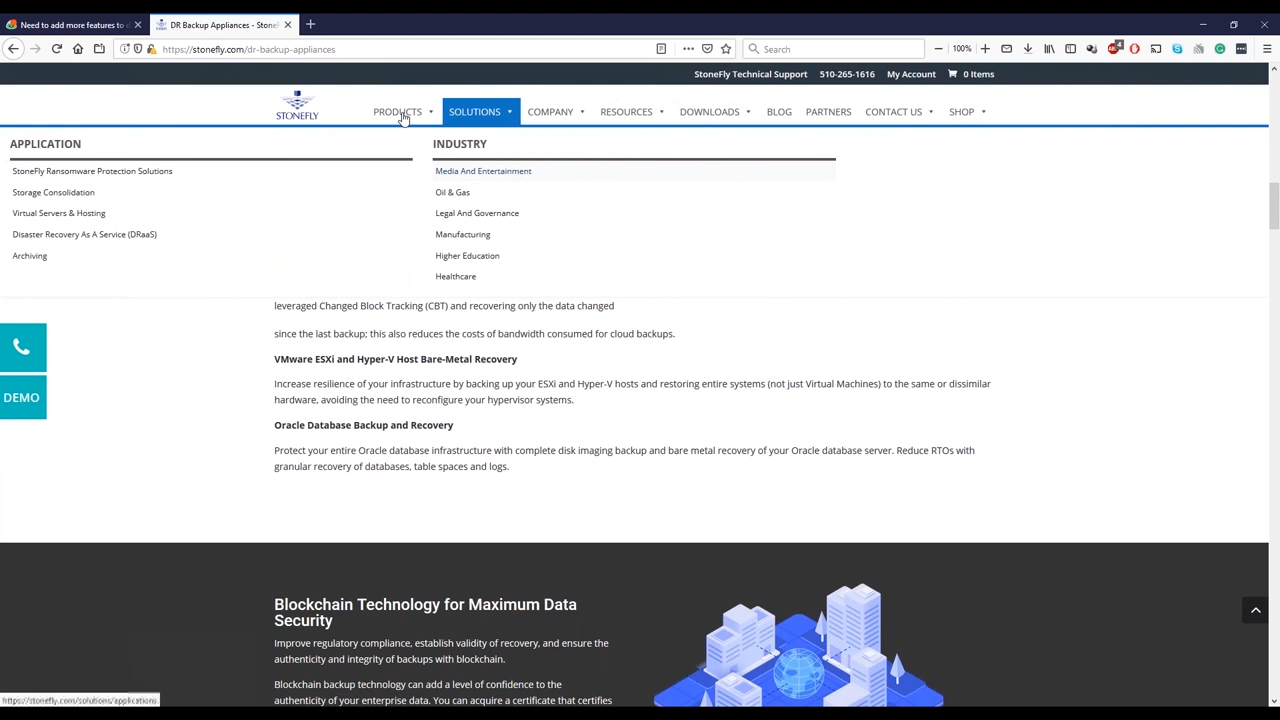 Need to add more features to d
DR Backup Appliances - StoneF
https://stonefly.com/dr-backup-appliances
Search
100%
4
StoneFly Technical Support
510-265-1616
My Account
0 Items
STONEFLY
PRODUCTS
SOLUTIONS
COMPANY
RESOURCES
DOWNLOADS
BLOG
PARTNERS
CONTACT US
SHOP
APPLICATION
StoneFly Ransomware Protection Solutions
Storage Consolidation
Virtual Servers & Hosting
Disaster Recovery As A Service (DRaaS)
Archiving
INDUSTRY
Media And Entertainment
Oil & Gas
Legal And Governance
Manufacturing
Higher Education
Healthcare
leveraged Changed Block Tracking (CBT) and recovering only the data changed
since the last backup; this also reduces the costs of bandwidth consumed for cloud backups.
VMware ESXi and Hyper-V Host Bare-Metal Recovery
Increase resilience of your infrastructure by backing up your ESXi and Hyper-V hosts and restoring entire systems (not just Virtual Machines) to the same or dissimilar
hardware, avoiding the need to reconfigure your hypervisor systems.
Oracle Database Backup and Recovery
Protect your entire Oracle database infrastructure with complete disk imaging backup and bare metal recovery of your Oracle database server. Reduce RTOs with
granular recovery of databases, table spaces and logs.
DEMO
Blockchain Technology for Maximum Data
Security
Improve regulatory compliance, establish validity of recovery, and ensure the
authenticity and integrity of backups with blockchain.
Blockchain backup technology can add a level of confidence to the
authenticity of your enterprise data. You can acquire a certificate that certifies
https://stonefly.com/solutions/applications